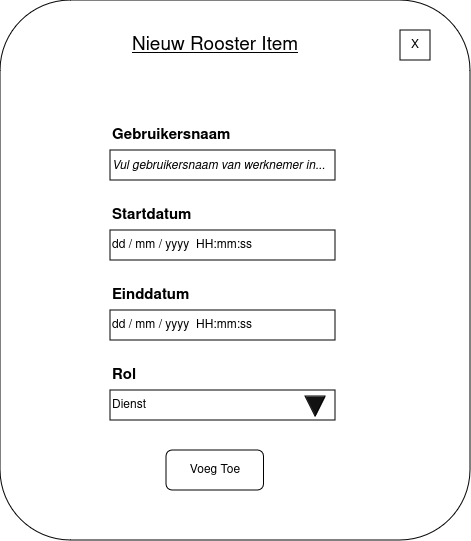 Nieuw Rooster Item
X
Gebruikersnaam
Vul gebruikersnaam van werknemer in...
Startdatum
dd / mm / yyyy  HH:mm:ss
Einddatum
dd / mm / yyyy  HH:mm:ss
Rol
Dienst
Voeg Toe